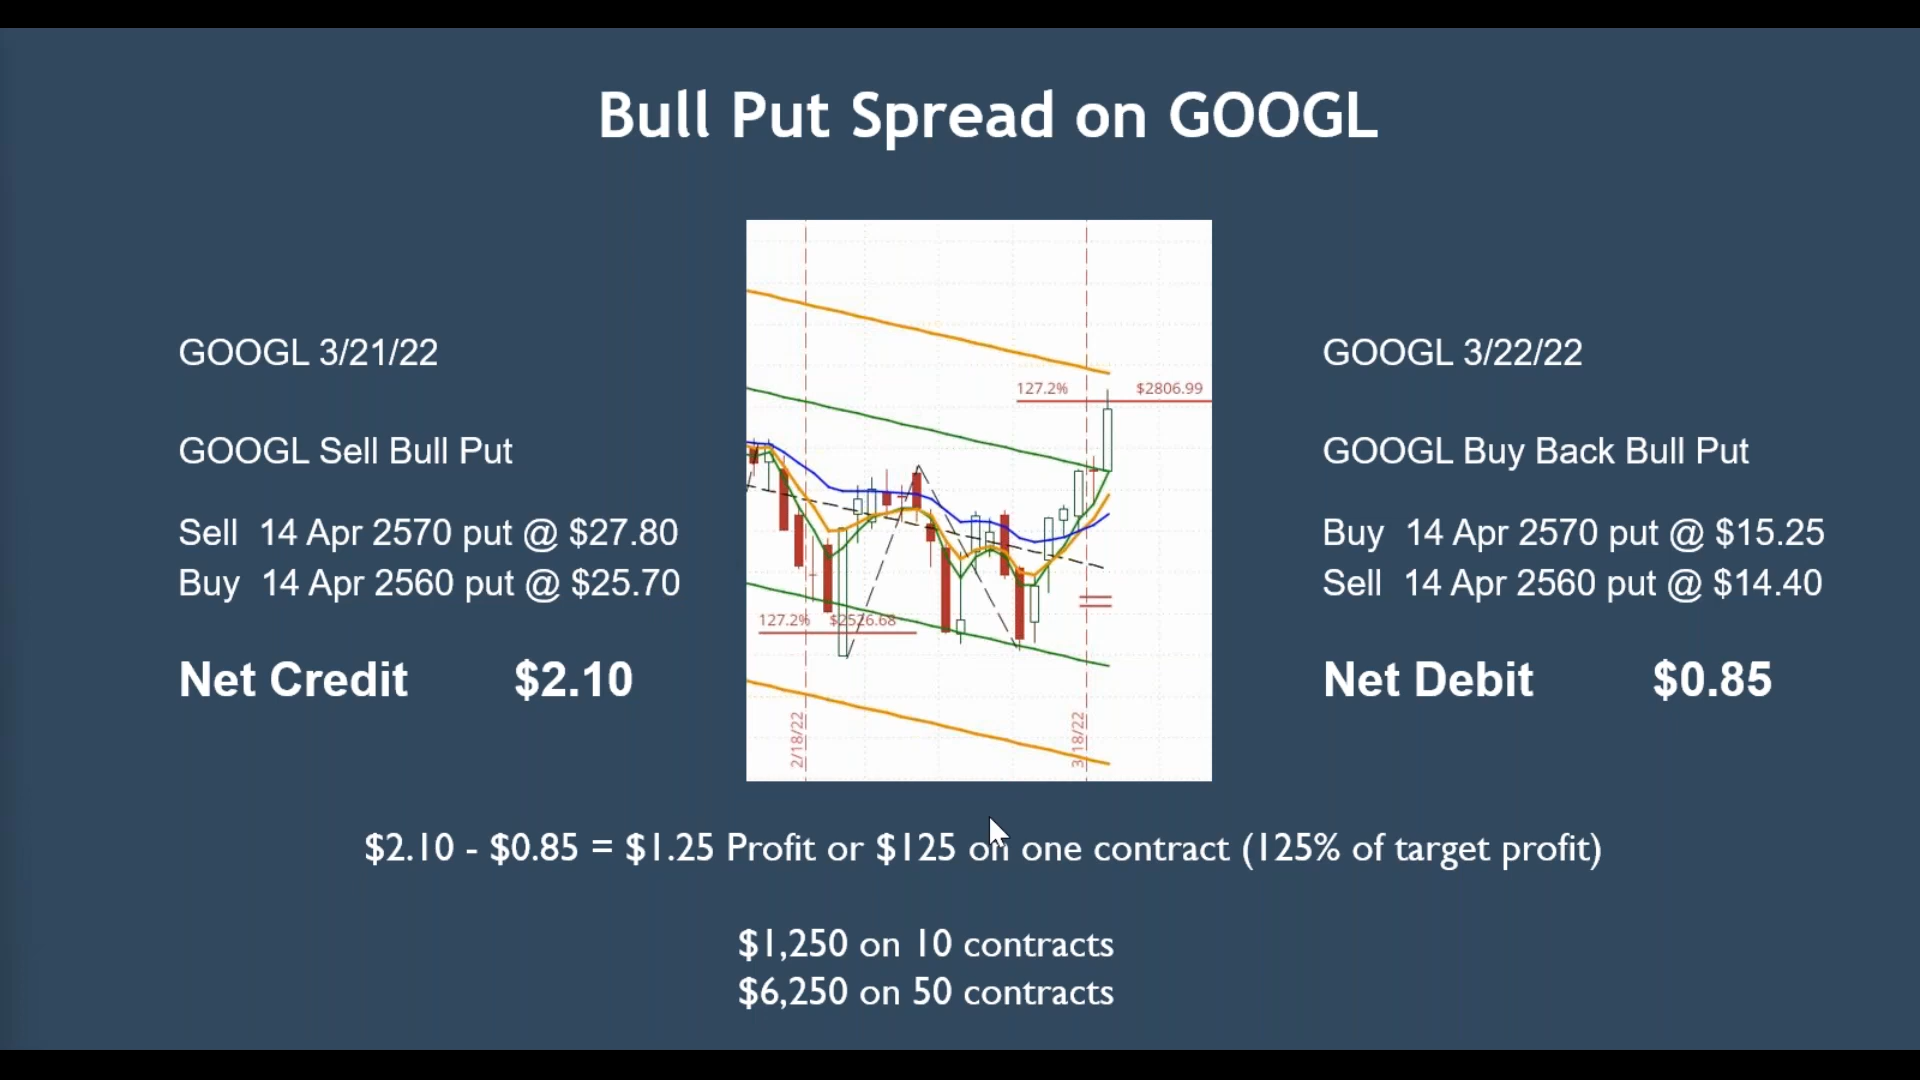 Bull Put Spread on GOOGL
GOOGL 3/21/22
GOOGL Sell Bull Put
Sell 14 Apr 2570 put @ $27.80
Buy 14 Apr 2560 put @ $25.70
Net Credit $2.10
127.2% $2806.99
127.2% $2526.68
2/18/22
3/18/22
GOOGL 3/22/22
GOOGL Buy Back Bull Put
Buy 14 Apr 2570 put @ $15.25
Sell 14 Apr 2560 put @ $14.40
Net Debit $0.85
$2.10 - $0.85 = $1.25 Profit or $125 on one contract (125% of target profit)
$1,250 on 10 contracts
$6,250 on 50 contracts